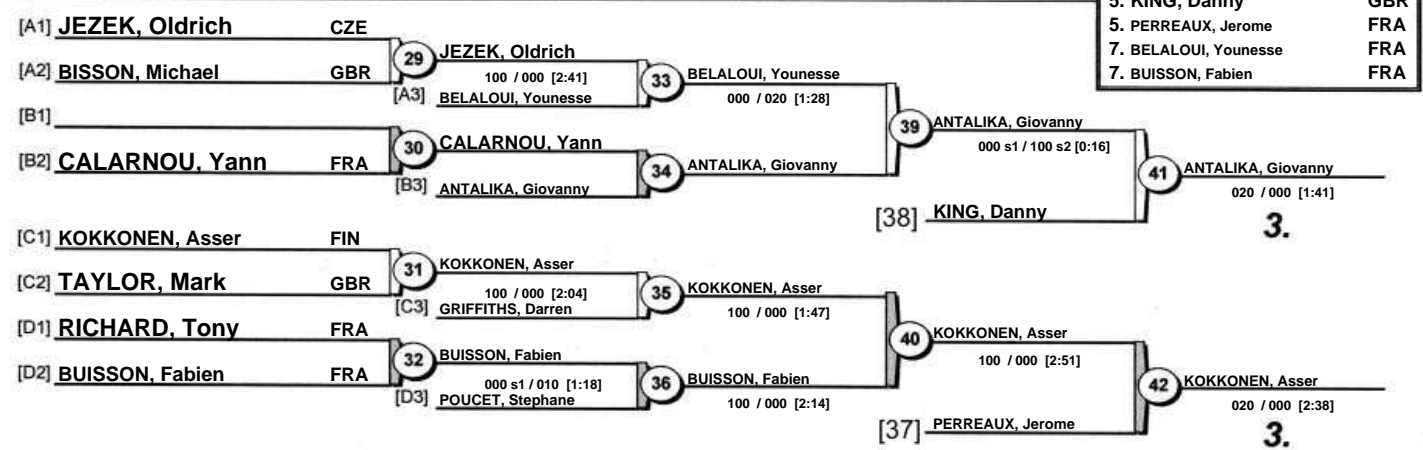 5. KING, Danny GBR
5. PERREAUX, Jerome FRA
7. BELALOUI, Younesse FRA
7. BUISSON, Fabien FRA
[A1] JEZEK, Oldrich CZE
[A2] BISSON, Michael GBR
29
JEZEK, Oldrich
100 / 000 [2:41]
[A3] BELALOUI, Younesse
33
BELALOUI, Younesse
000 / 020 [1:28]
[B1]
[B2] CALARNOU, Yann FRA
30
CALARNOU, Yann
[B3] ANTALIKA, Giovanny
34
ANTALIKA, Giovanny
39
ANTALIKA, Giovanny
000 s1 / 100 s2 [0:16]
[38] KING, Danny
41
ANTALIKA, Giovanny
020 / 000 [1:41]
3.
[C1] KOKKONEN, Asser FIN
[C2] TAYLOR, Mark GBR
31
KOKKONEN, Asser
100 / 000 [2:04]
[C3] GRIFFITHS, Darren
35
KOKKONEN, Asser
100 / 000 [1:47]
[D1] RICHARD, Tony FRA
[D2] BUISSON, Fabien FRA
32
BUISSON, Fabien
000 s1 / 010 [1:18]
[D3] POUCET, Stephane
36
BUISSON, Fabien
100 / 000 [2:14]
40
KOKKONEN, Asser
100 / 000 [2:51]
[37] PERREAUX, Jerome
42
KOKKONEN, Asser
020 / 000 [2:38]
3.